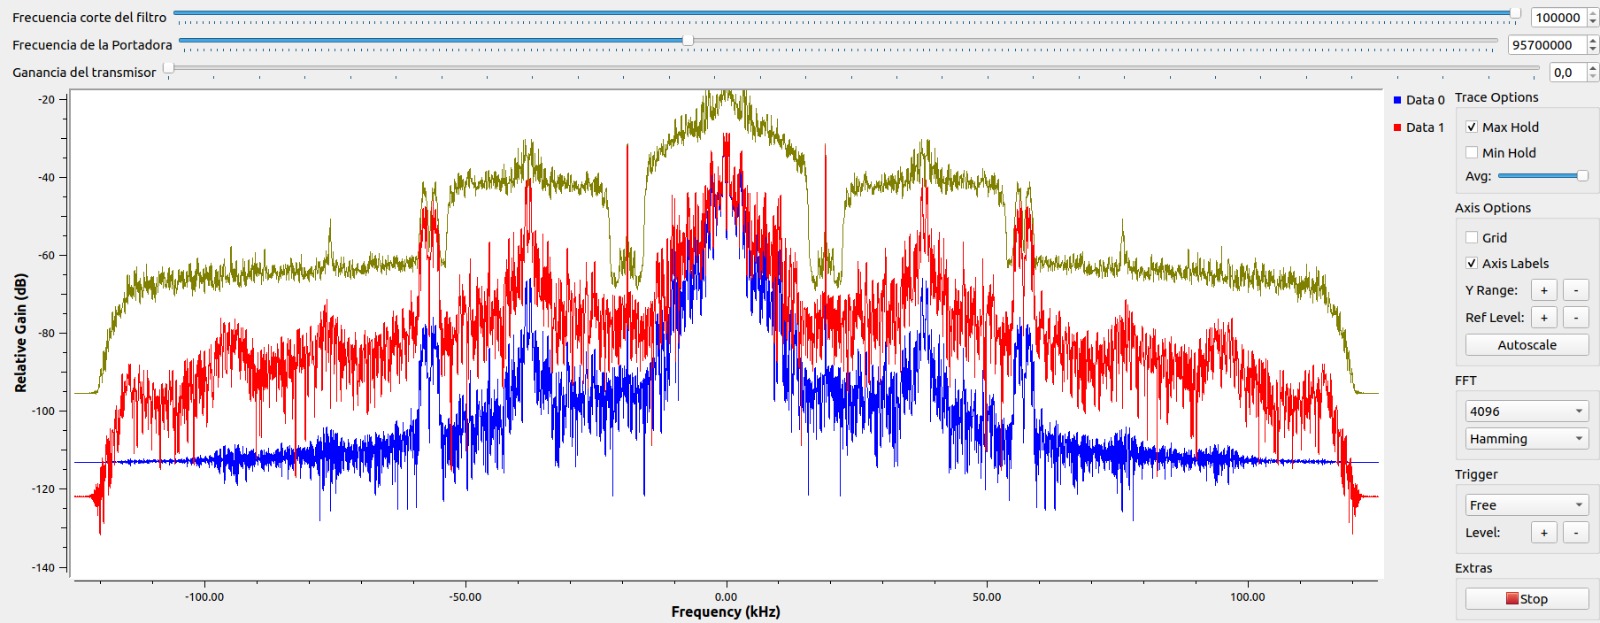 Frecuencia corte del filtro 100000
Frecuencia de la Portadora 95700000
Ganancia del transmisor 0,0
-20
-40
-60
-80
-100
-120
-140
Relative Gain (dB)
-100.00 -50.00 0.00 50.00 100.00
Frequency (kHz)
Data 0
Data 1
Trace Options
Max Hold
Min Hold
Avg:
Axis Options
Grid
Axis Labels
Y Range: + -
Ref Level: + -
Autoscale
FFT
4096
Hamming
Trigger
Free
Level: + -
Extras
Stop